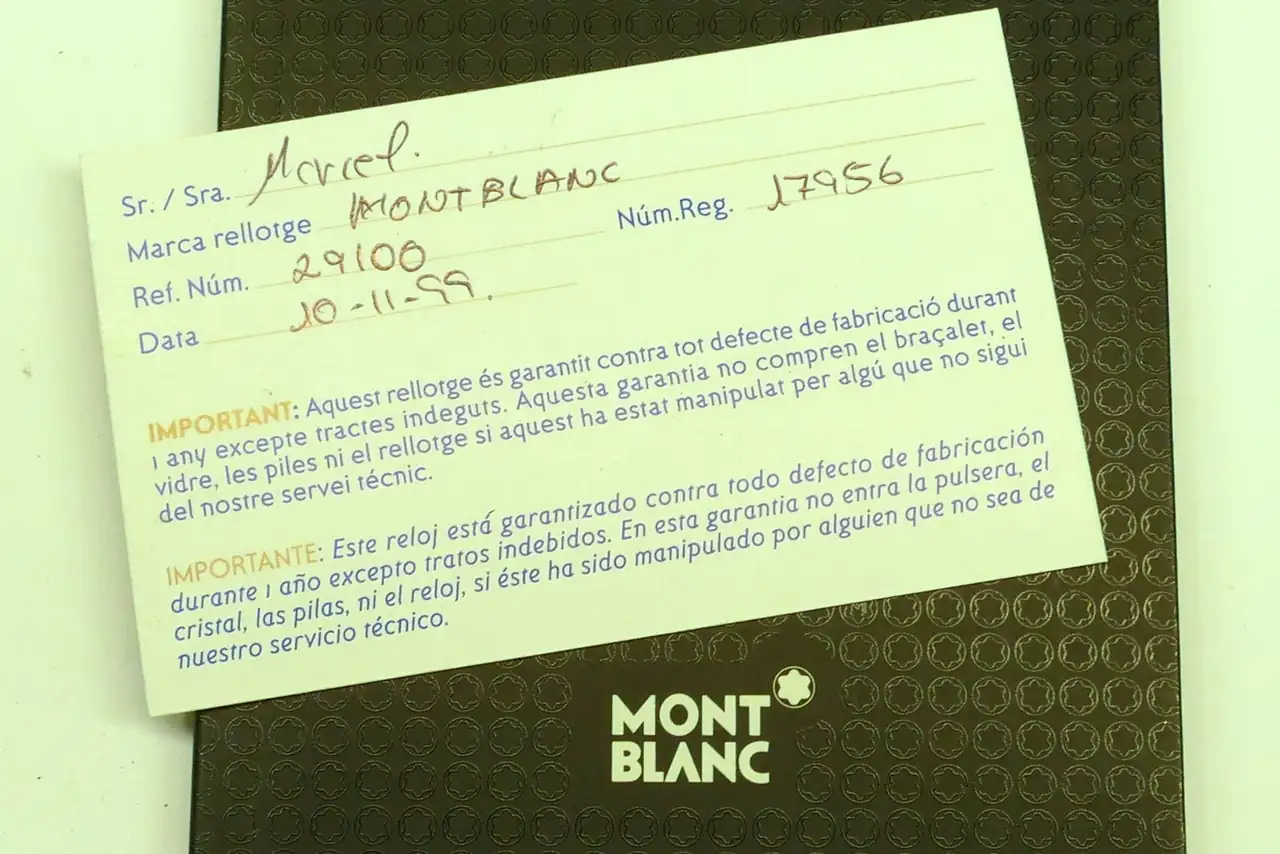 Sr. / Sra. Marcel.
Marca rellotge MONTBLANC
Ref. Núm. 29100 Núm.Reg. 17956
Data 10-11-99.
IMPORTANT: Aquest rellotge és garantit contra tot defecte de fabricació durant
1 any excepte tractes indeguts. Aquesta garantia no compren el braçalet, el
vidre, les piles ni el rellotge si aquest ha estat manipulat per algú que no sigui
del nostre servei tècnic.
IMPORTANTE: Este reloj está garantizado contra todo defecto de fabricación
durante 1 año excepto tratos indebidos. En esta garantia no entra la pulsera, el
cristal, las pilas, ni el reloj, si éste ha sido manipulado por alguien que no sea de
nuestro servicio técnico.
MONT
BLANC